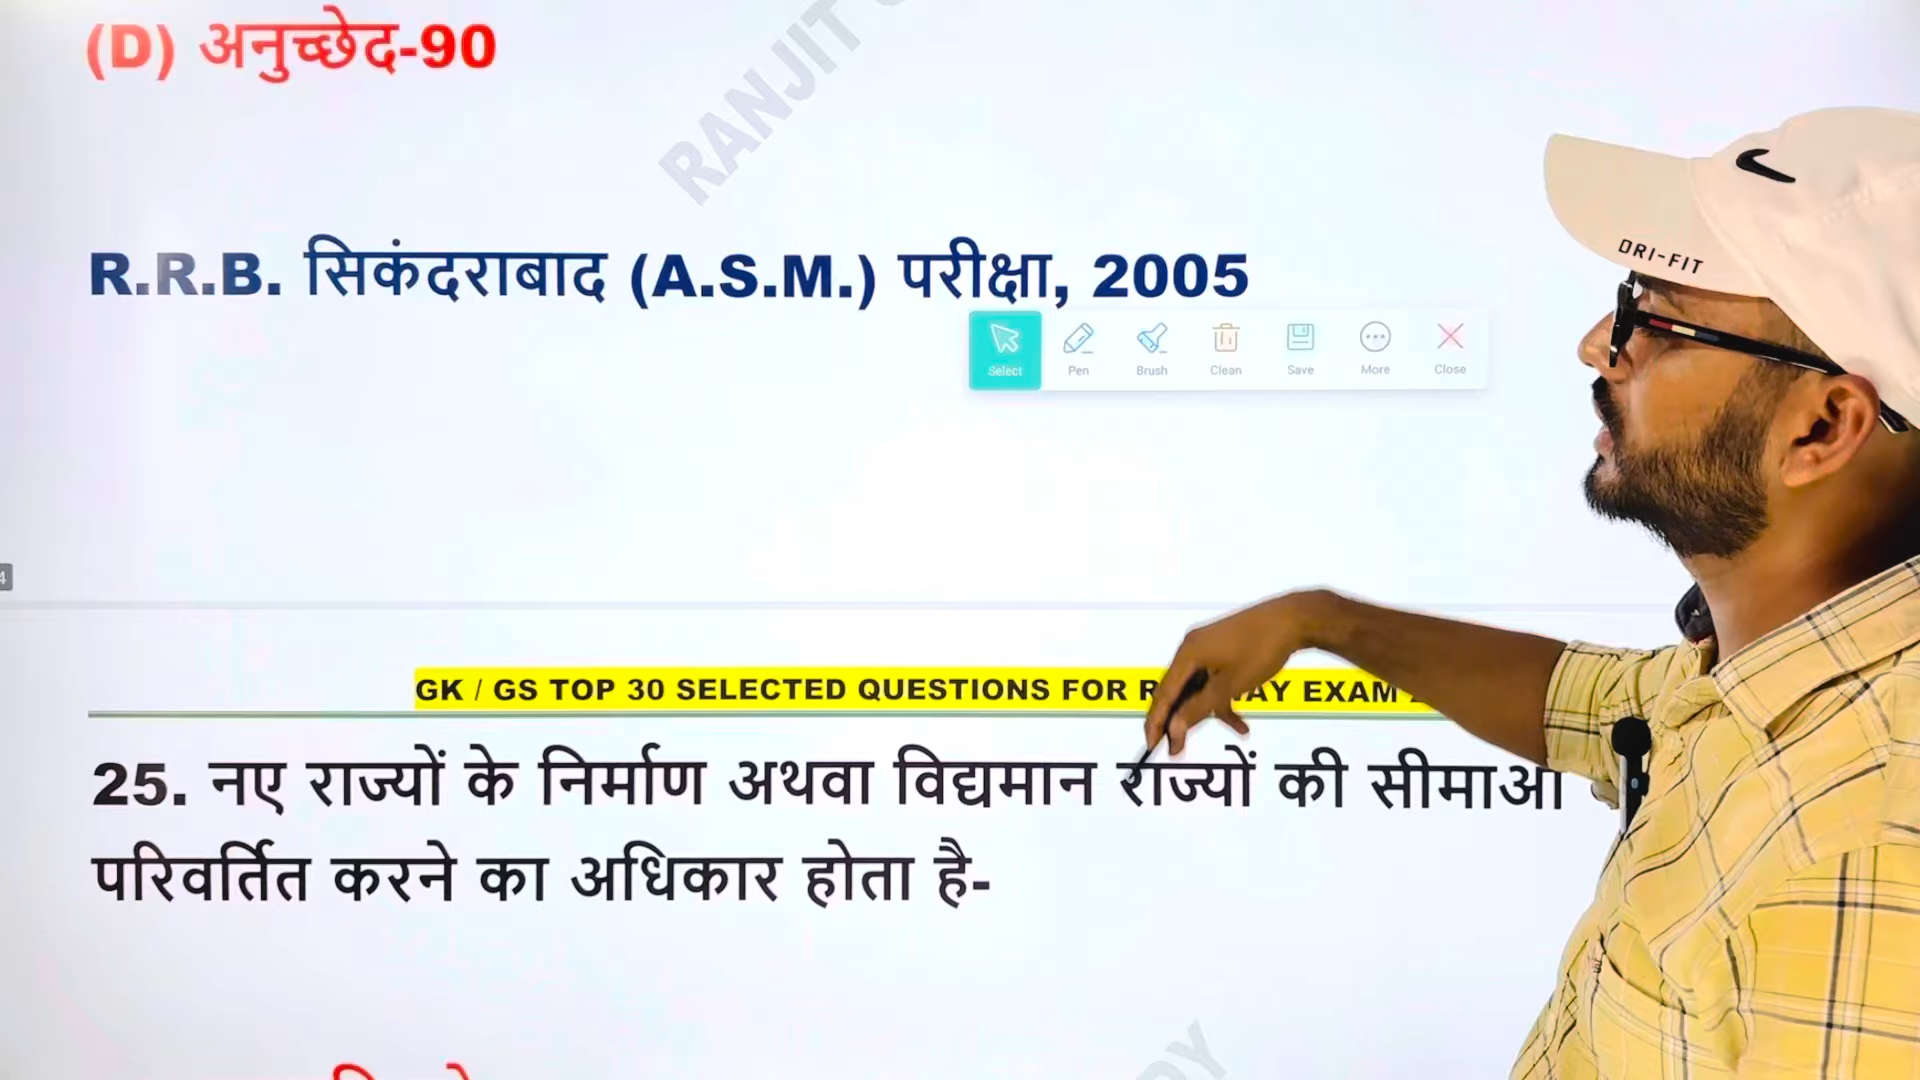 (D) अनुच्छेद-90
RANJIT
R.R.B. सिकंदराबाद (A.S.M.) परीक्षा, 2005
Select Pen Brush Clean Save More Close
DRI-FIT
4
GK / GS TOP 30 SELECTED QUESTIONS FOR EXAM
25. नए राज्यों के निर्माण अथवा विद्यमान राज्यों की
परिवर्तित करने का अधिकार होता है-